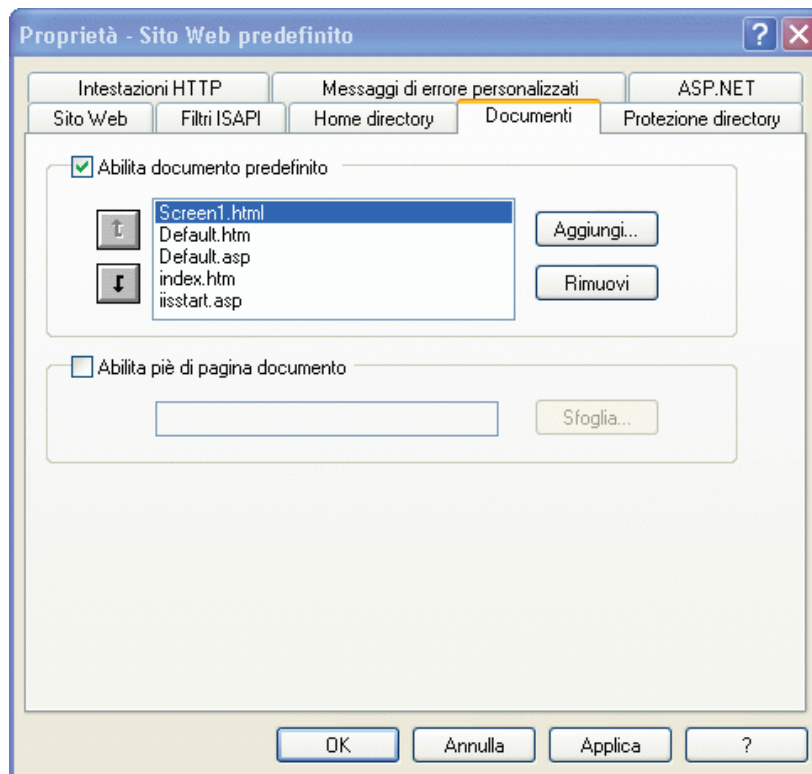 Proprietà - Sito Web predefinito
Intestazioni HTTP Messaggi di errore personalizzati ASP.NET
Sito Web Filtri ISAPI Home directory Documenti Protezione directory
Abilita documento predefinito
Screen1.html
Default.htm
Default.asp
index.htm
iisstart.asp
Aggiungi...
Rimuovi
Abilita piè di pagina documento
Sfoglia...
OK Annulla Applica ?